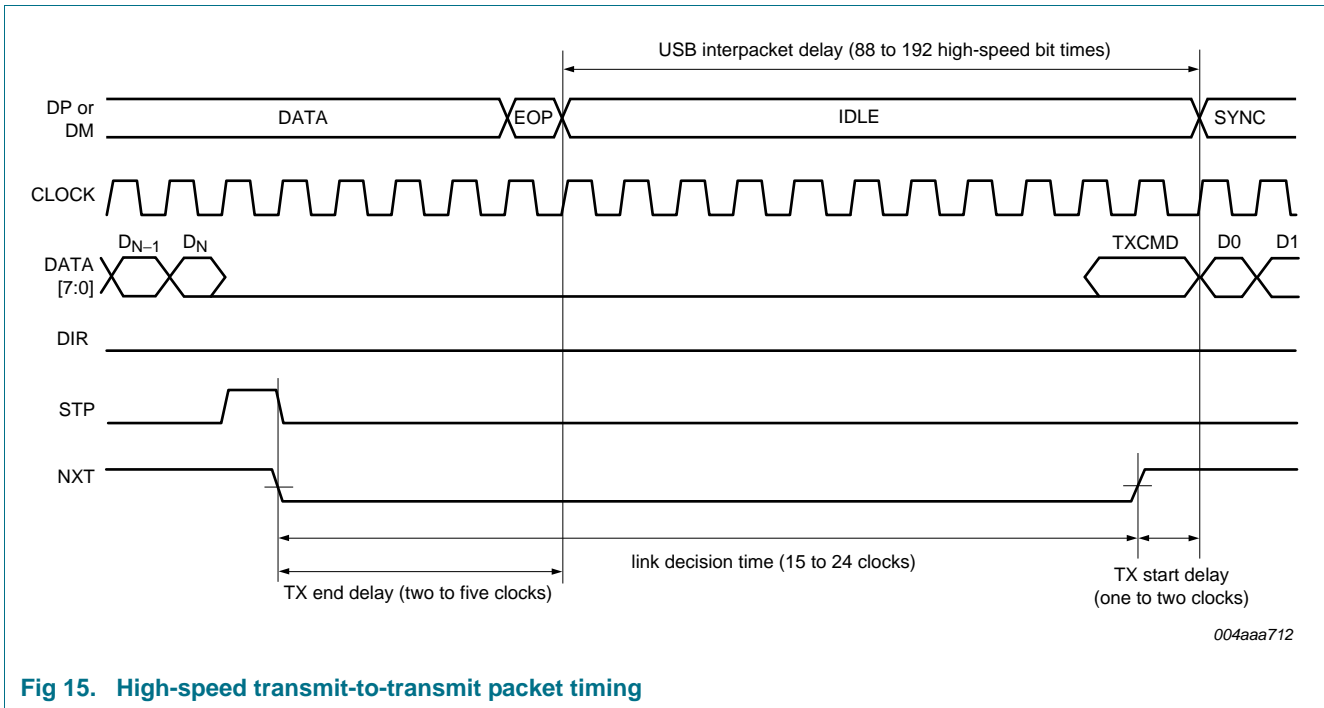 USB interpacket delay (88 to 192 high-speed bit times)
DP or
DM
DATA
EOP
IDLE
SYNC
CLOCK
DATA
[7:0]
DN−1
DN
TXCMD
D0
D1
DIR
STP
NXT
link decision time (15 to 24 clocks)
TX end delay (two to five clocks)
TX start delay
(one to two clocks)
004aaa712
Fig 15. High-speed transmit-to-transmit packet timing